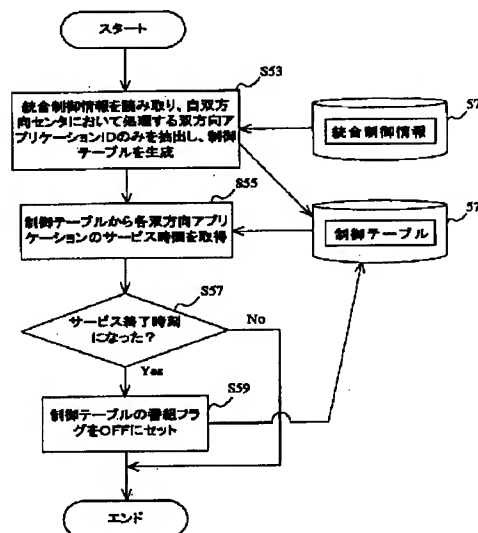 スタート
S53
統合制御情報を読み取り、自双方
向センタにおいて処理する双方向ア
プリケーションIDのみを抽出し、制御
テーブルを生成
57
統合制御情報
S55
制御テーブルから各双方向アプリ
ケーションのサービス時間を取得
57
制御テーブル
S57
サービス終了時刻
になった？
No
Yes
S59
制御テーブルの番組フラ
グをOFFにセット
エンド